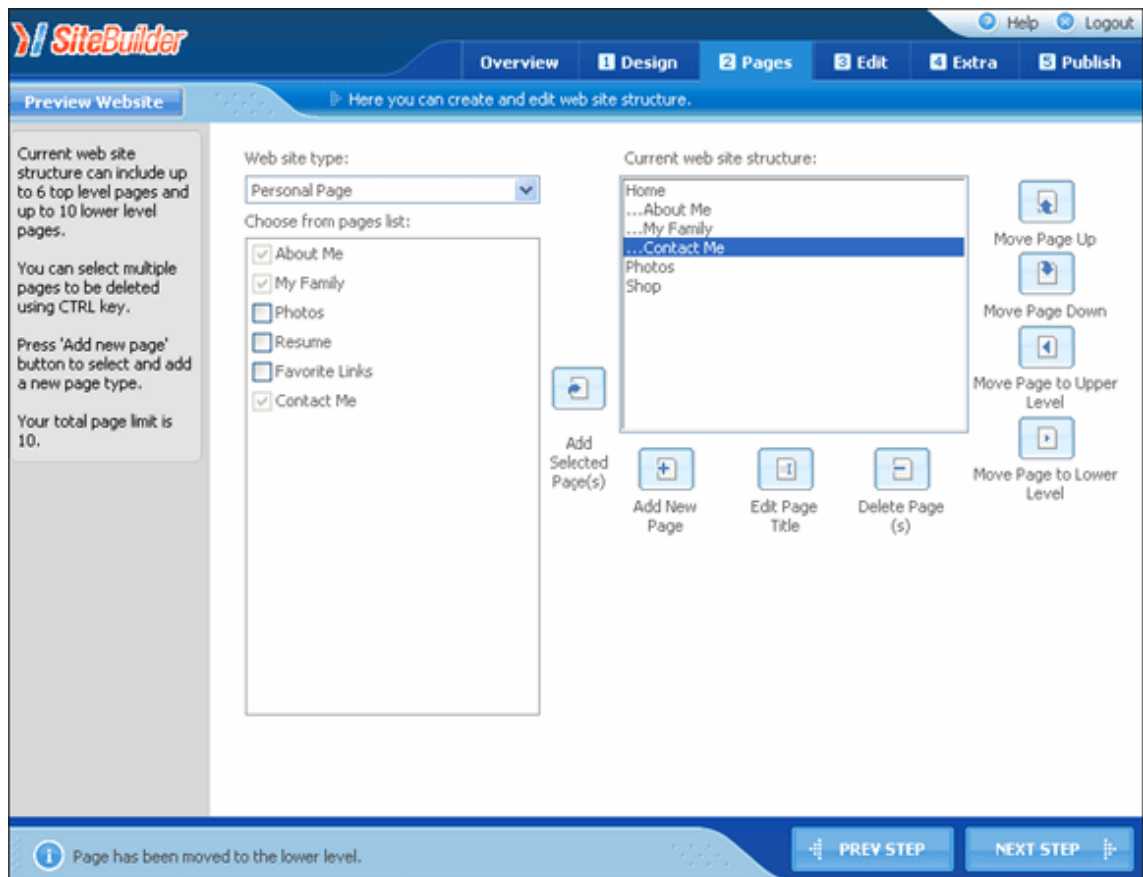 SiteBuilder
Help Logout
Overview 1 Design 2 Pages 3 Edit 4 Extra 5 Publish
Preview Website
Here you can create and edit web site structure.
Current web site
structure can include up
to 6 top level pages and
up to 10 lower level
pages.
You can select multiple
pages to be deleted
using CTRL key.
Press 'Add new page'
button to select and add
a new page type.
Your total page limit is
10.
Web site type:
Personal Page
Choose from pages list:
About Me
My Family
Photos
Resume
Favorite Links
Contact Me
Add
Selected
Page(s)
Current web site structure:
Home
...About Me
...My Family
...Contact Me
Photos
Shop
Add New
Page
Edit Page
Title
Delete Page
(s)
Move Page Up
Move Page Down
Move Page to Upper
Level
Move Page to Lower
Level
Page has been moved to the lower level.
PREV STEP
NEXT STEP